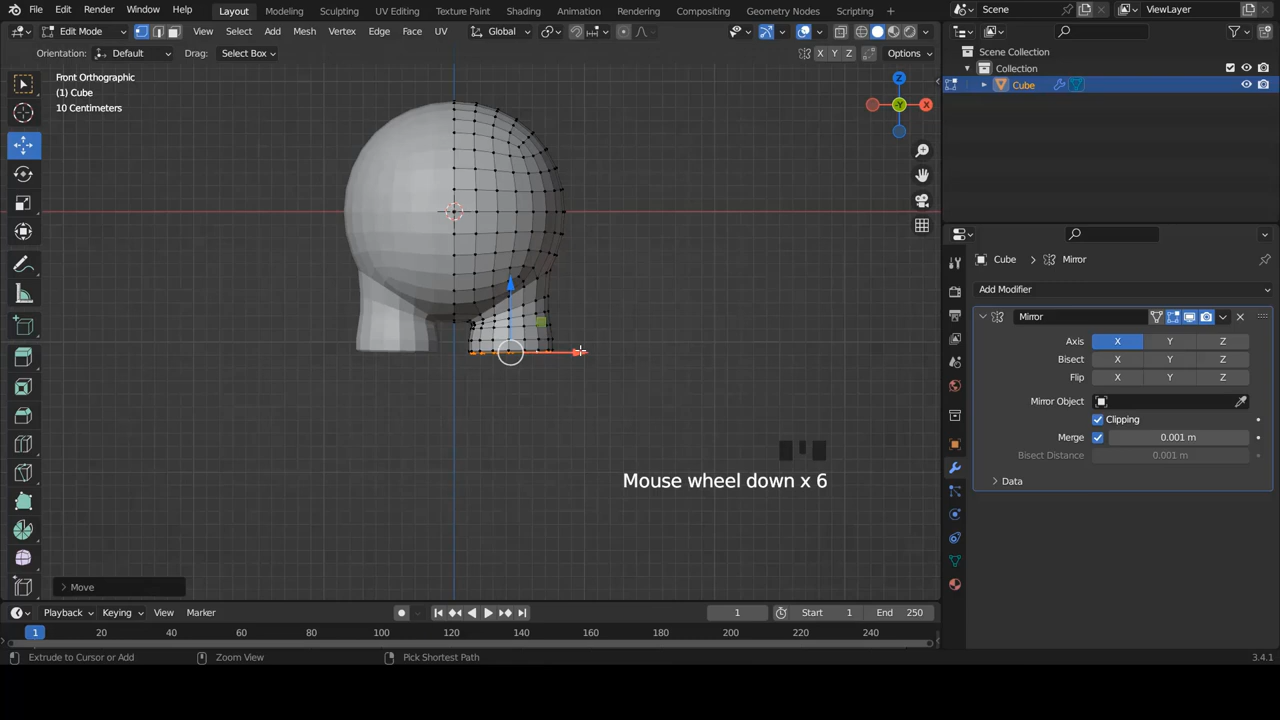 File Edit Render Window Help Layout Modeling Sculpting UV Editing Texture Paint Shading Animation Rendering Compositing Geometry Nodes Scripting Scene ViewLayer
Edit Mode View Select Add Mesh Vertex Edge Face UV Global
Orientation: Default Drag: Select Box X Y Z Options
Scene Collection
Collection
Cube
Front Orthographic
(1) Cube
10 Centimeters
Z
X
-Y
Cube Mirror
Add Modifier
Mirror
Axis X Y Z
Bisect X Y Z
Flip X Y Z
Mirror Object
Clipping
Merge 0.001 m
Bisect Distance 0.001 m
Data
Mouse wheel down x 6
Move
Playback Keying View Marker 1 Start 1 End 250
1 20 40 60 80 100 120 140 160 180 200 220 240
Extrude to Cursor or Add Zoom View Pick Shortest Path 3.4.1